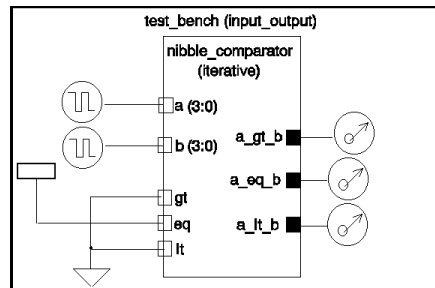 test_bench (input_output)
nibble_comparator
(iterative)
a (3:0)
b (3:0)
a_gt_b
a_eq_b
gt
eq
a_lt_b
lt